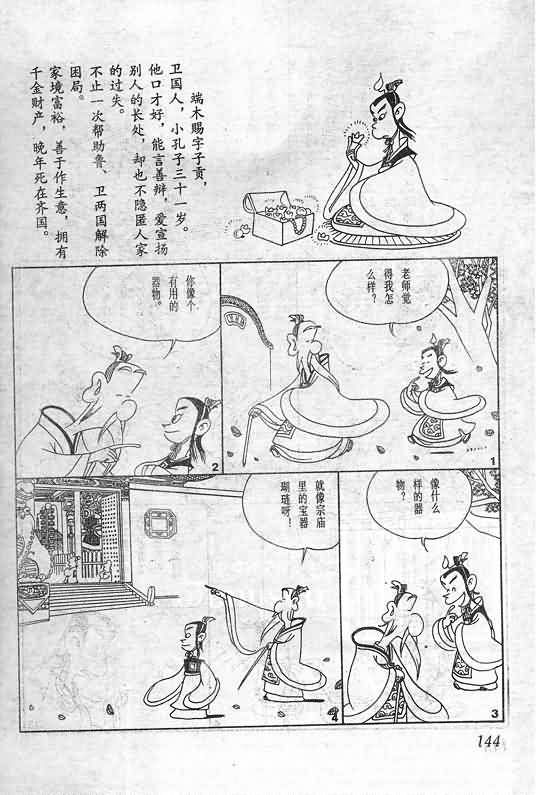 端木赐字子贡，
卫国人，小孔子三十一岁。
他口才好，能言善辩，爱宣扬
别人的长处，却也不隐匿人家
的过失。
不止一次帮助鲁、卫两国解除
困局。
家境富裕，善于作生意，拥有
千金财产，晚年死在齐国。
老师觉
得我怎
么样？
1
你像个
有用的
器物。
2
像什么
样的器
物？
3
就像宗庙
里的宝器
瑚琏呀！
4
144